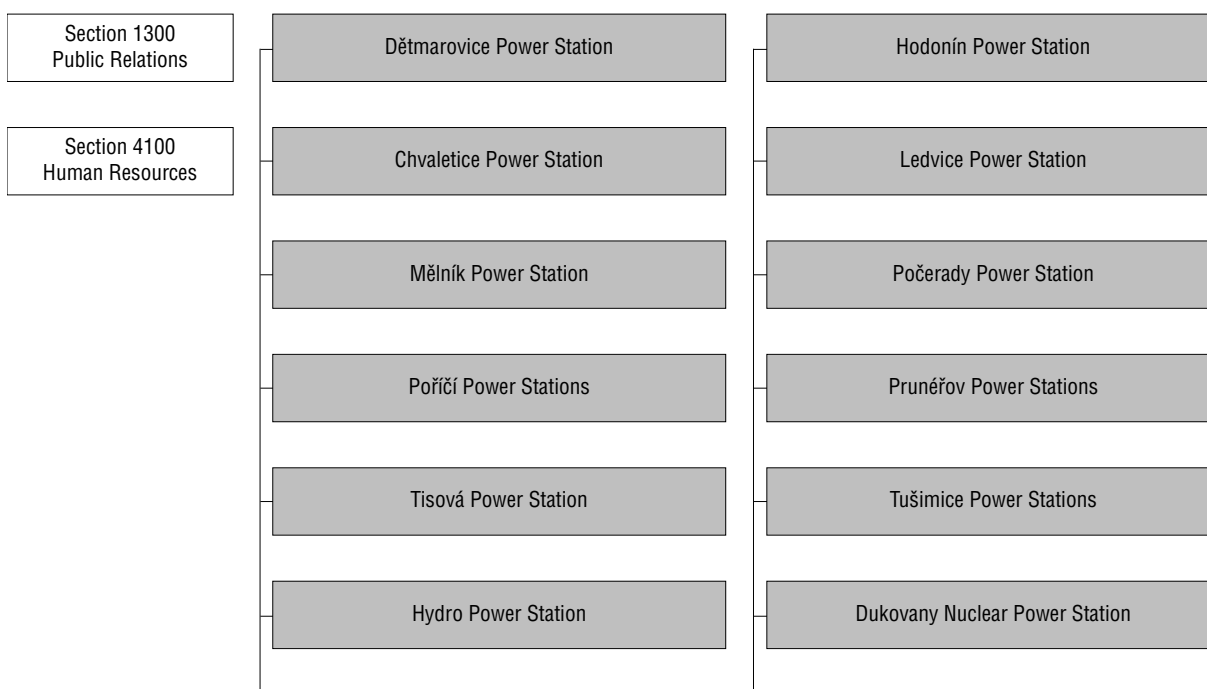 Section 1300
Public Relations
Dětmarovice Power Station
Hodonín Power Station
Section 4100
Human Resources
Chvaletice Power Station
Ledvice Power Station
Mělník Power Station
Počerady Power Station
Poříčí Power Stations
Prunéřov Power Stations
Tisová Power Station
Tušimice Power Stations
Hydro Power Station
Dukovany Nuclear Power Station